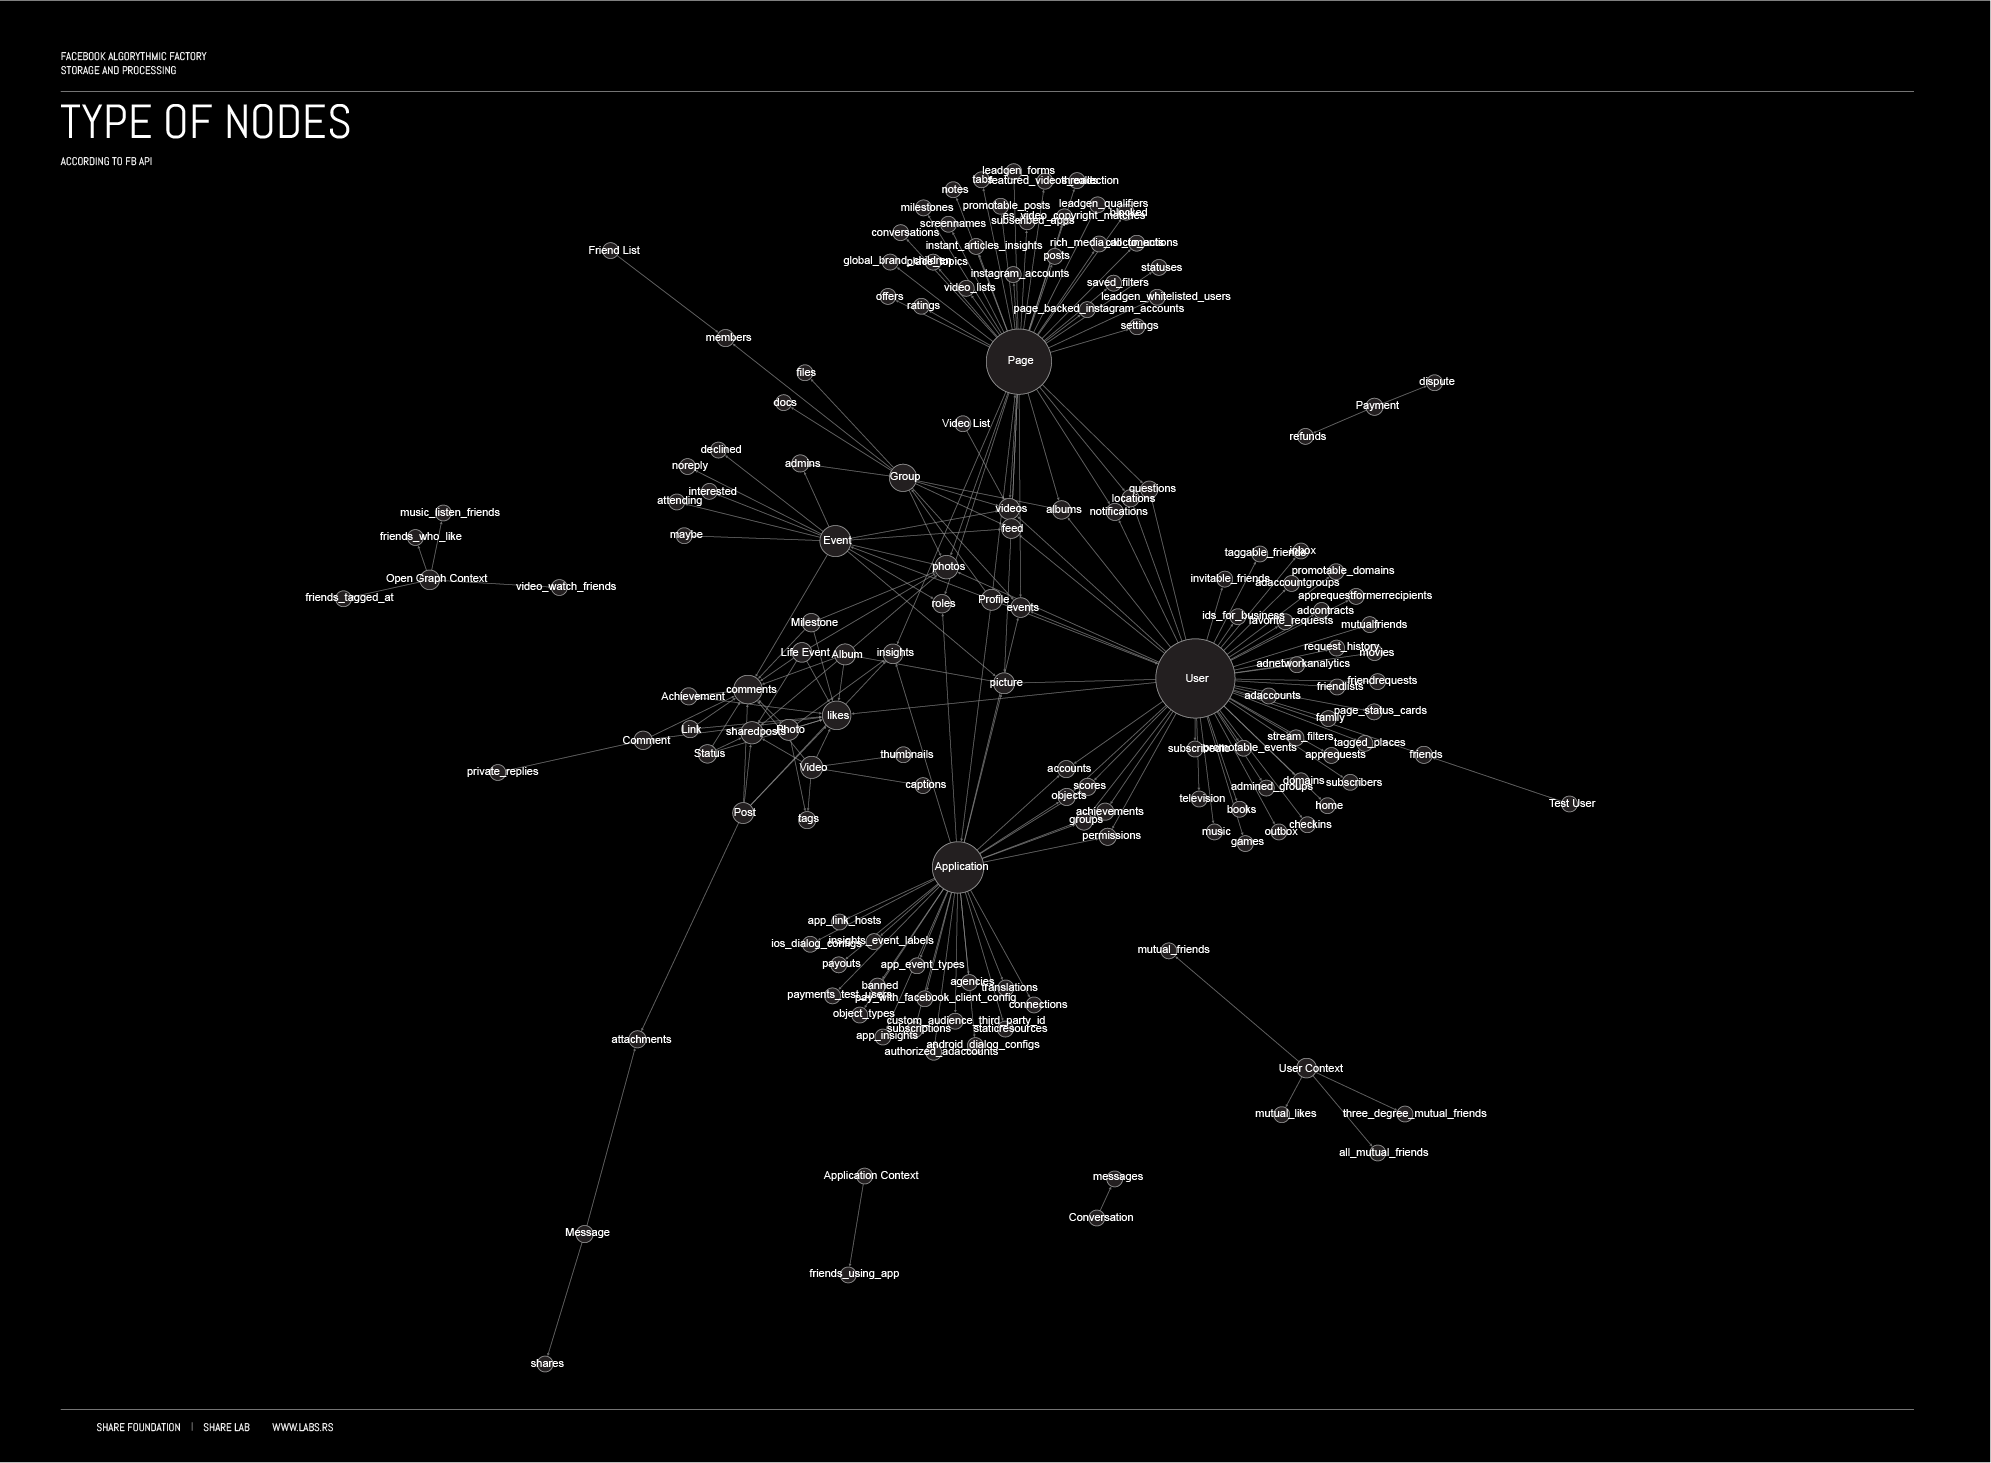 FACEBOOK ALGORYTHMIC FACTORY
STORAGE AND PROCESSING
TYPE OF NODES
ACCORDING TO FB API
leadgen_forms
tabs
notes
leadgen_qualifiers
promotable_posts
milestones
blocked
screennames
subscribed_apps
conversations
rich_media_documents
instant_articles_insights
posts
global_brand_children
place_topics
statuses
instagram_accounts
saved_filters
video_lists
offers
leadgen_whitelisted_users
ratings
page_backed_instagram_accounts
settings
Page
Friend List
members
files
docs
Video List
dispute
Payment
refunds
declined
noreply
admins
Group
interested
attending
maybe
Event
videos
albums
feed
questions
locations
notifications
music_listen_friends
friends_who_like
Open Graph Context
video_watch_friends
friends_tagged_at
photos
roles
Profile
events
taggable_friends
inbox
invitable_friends
promotable_domains
adaccountgroups
apprequestformerrecipients
ids_for_business
adcontracts
favorite_requests
mutualfriends
request_history
movies
adnetworkanalytics
User
friendrequests
friendlists
adaccounts
page_status_cards
family
stream_filters
tagged_places
promotable_events
apprequests
friends
domains
subscribers
admined_groups
television
home
books
checkins
music
outbox
games
Test User
Milestone
Life Event
Album
insights
picture
comments
Achievement
likes
Link
sharedposts
Photo
Comment
Status
private_replies
Video
thumbnails
captions
Post
tags
accounts
scores
objects
achievements
groups
permissions
Application
app_link_hosts
ios_dialog_configs
insights_event_labels
payouts
app_event_types
banned
agencies
translations
payments_test_users
pay_with_facebook_client_config
connections
object_types
custom_audience_third_party_id
subscriptions
staticresources
app_insights
android_dialog_configs
authorized_adaccounts
mutual_friends
attachments
User Context
mutual_likes
three_degree_mutual_friends
all_mutual_friends
Application Context
messages
Conversation
Message
friends_using_app
shares
SHARE FOUNDATION | SHARE LAB WWW.LABS.RS